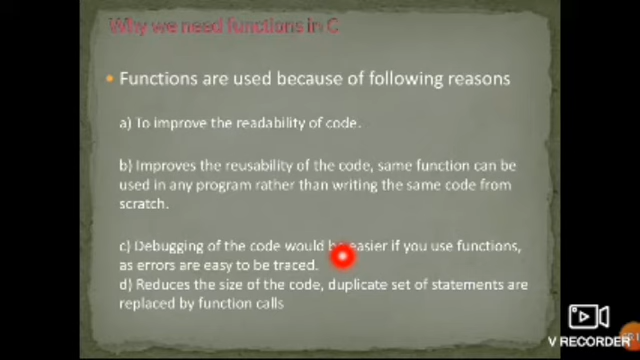 Why we need functions in C
• Functions are used because of following reasons
a) To improve the readability of code.
b) Improves the reusability of the code, same function can be
used in any program rather than writing the same code from
scratch.
c) Debugging of the code would be easier if you use functions,
as errors are easy to be traced.
d) Reduces the size of the code, duplicate set of statements are
replaced by function calls
V RECORDER